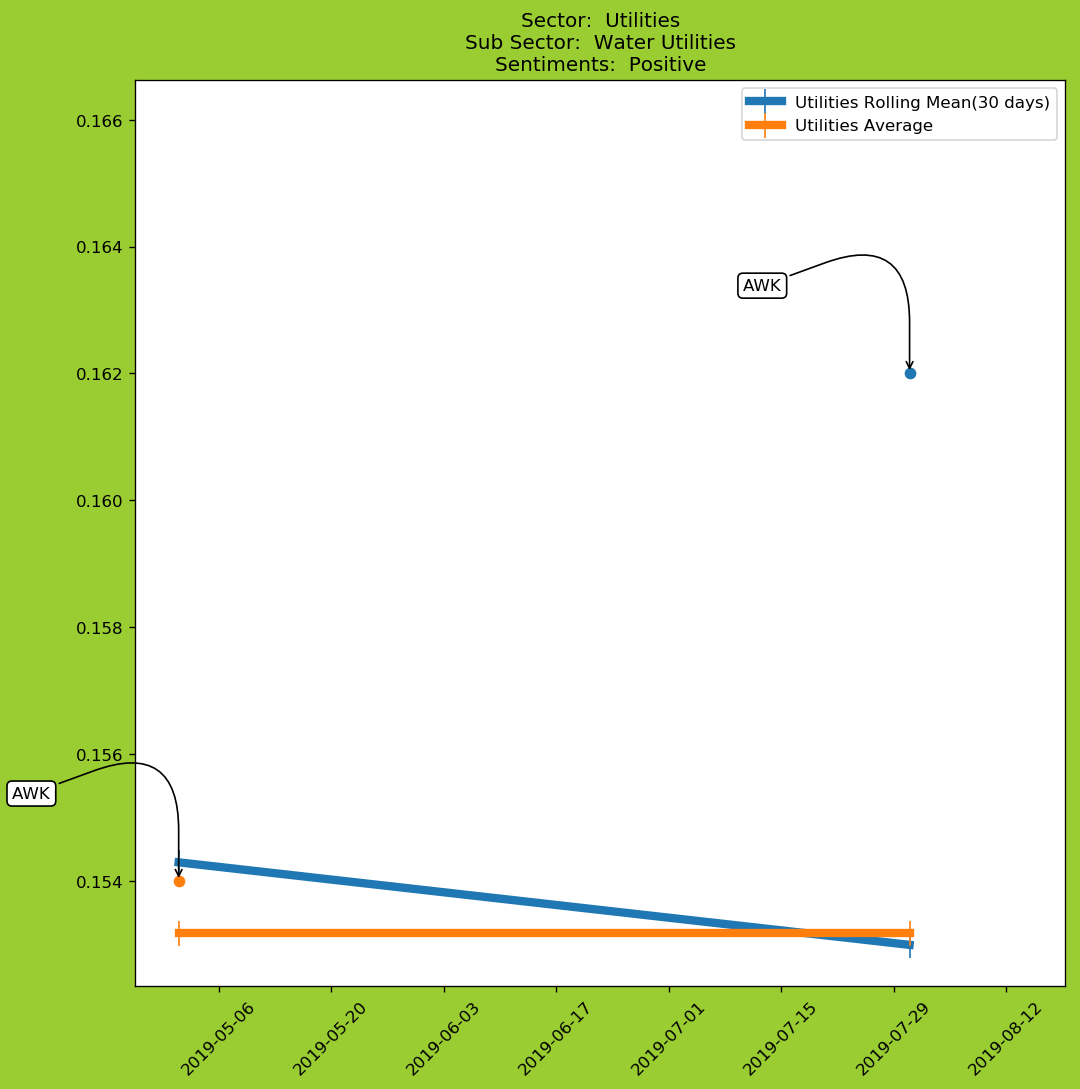 Sector:  Utilities
Sub Sector:  Water Utilities
Sentiments:  Positive
Utilities Rolling Mean(30 days)
Utilities Average
0.166
0.164
0.162
0.160
0.158
0.156
0.154
AWK
AWK
2019-05-06
2019-05-20
2019-06-03
2019-06-17
2019-07-01
2019-07-15
2019-07-29
2019-08-12